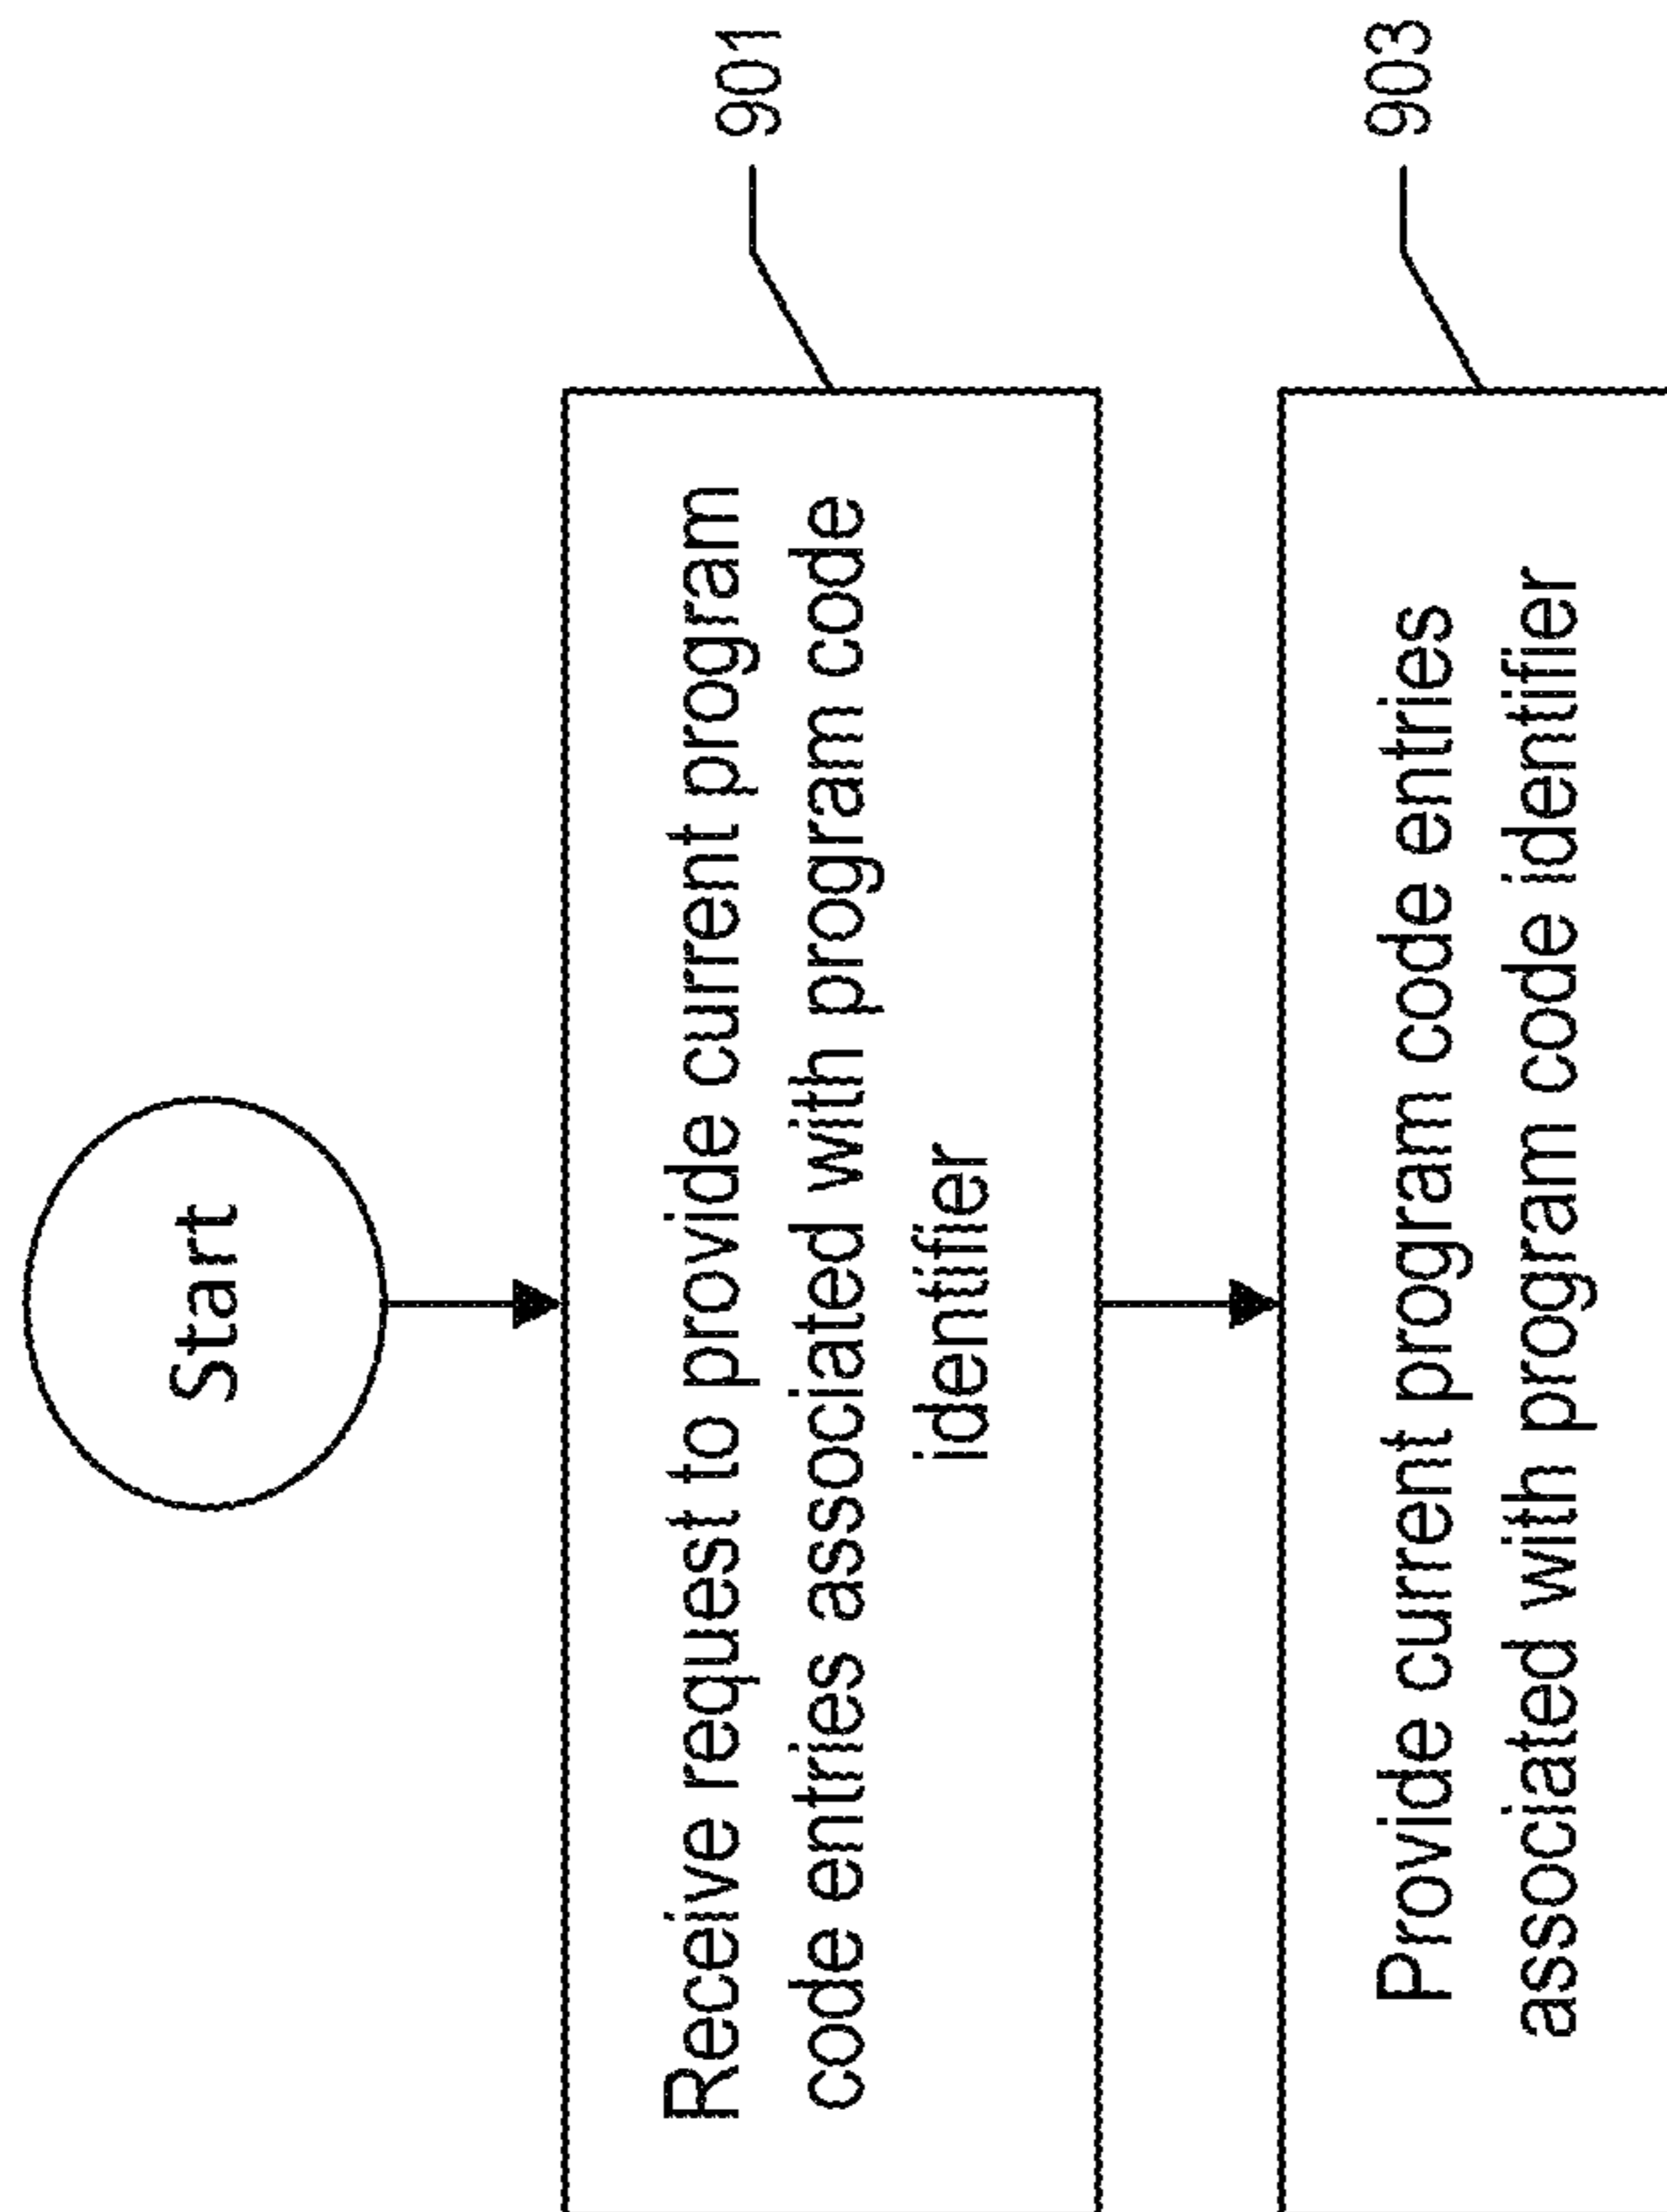 Start
Receive request to provide current program
code entries associated with program code
identifier
901
Provide current program code entries
associated with program code identifier
903